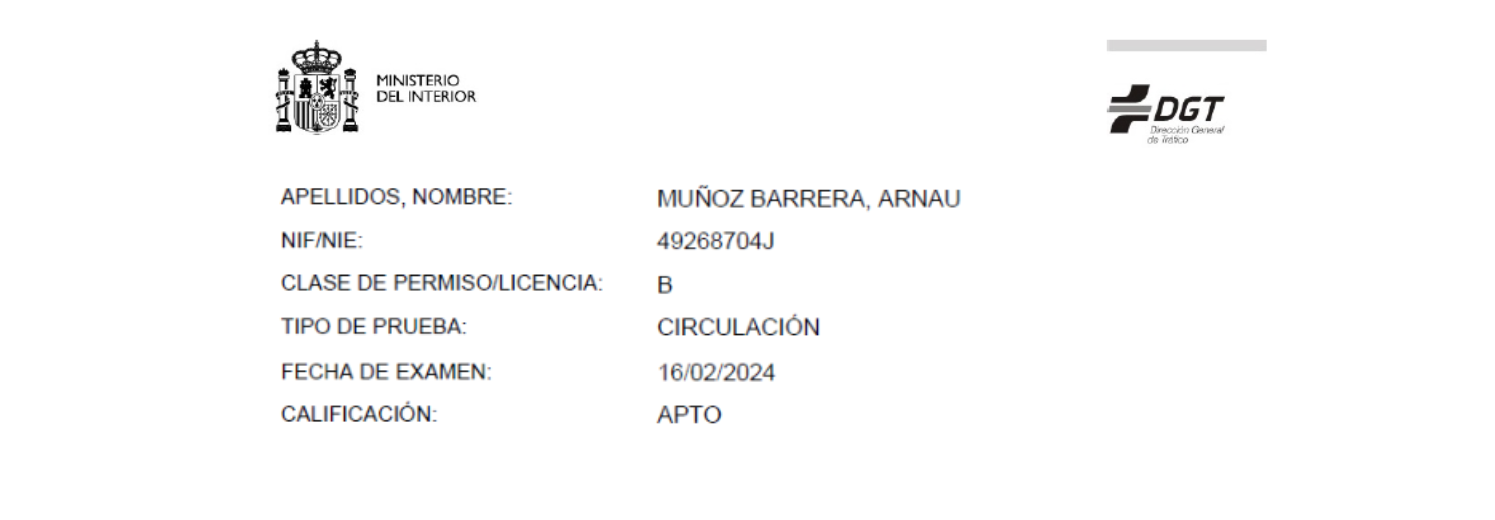 MINISTERIO
DEL INTERIOR
DGT
Dirección General
de Tráfico
APELLIDOS, NOMBRE: MUÑOZ BARRERA, ARNAU
NIF/NIE: 49268704J
CLASE DE PERMISO/LICENCIA: B
TIPO DE PRUEBA: CIRCULACIÓN
FECHA DE EXAMEN: 16/02/2024
CALIFICACIÓN: APTO